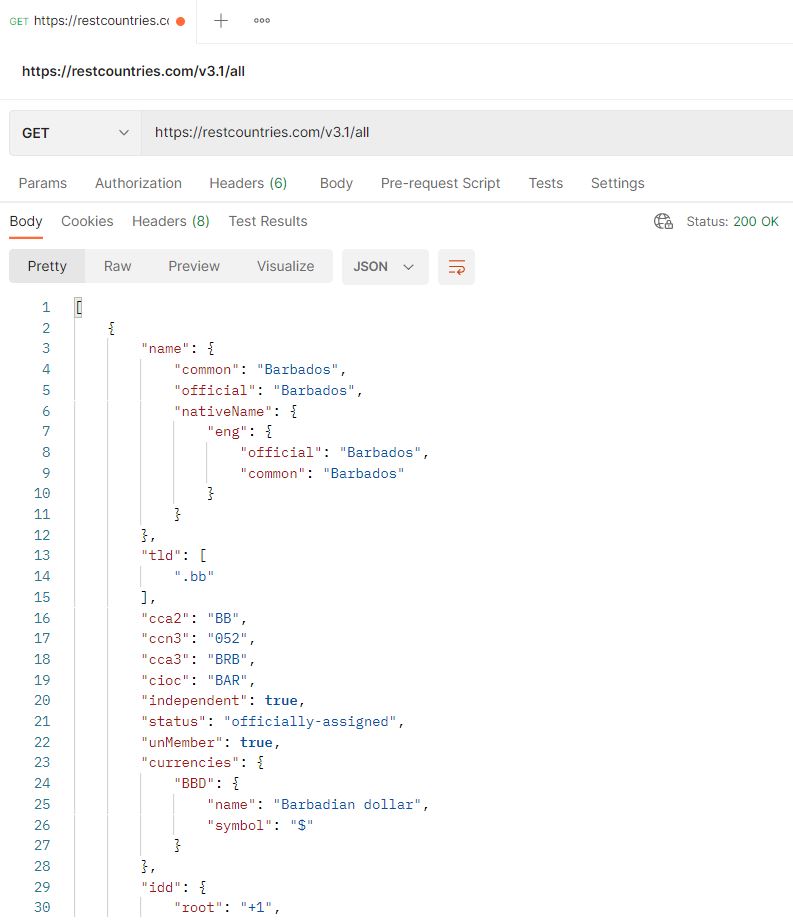 GET https://restcountries.cc
https://restcountries.com/v3.1/all
GET https://restcountries.com/v3.1/all
Params Authorization Headers (6) Body Pre-request Script Tests Settings
Body Cookies Headers (8) Test Results Status: 200 OK
Pretty Raw Preview Visualize JSON
1 [
2 {
3 "name": {
4 "common": "Barbados",
5 "official": "Barbados",
6 "nativeName": {
7 "eng": {
8 "official": "Barbados",
9 "common": "Barbados"
10 }
11 }
12 },
13 "tld": [
14 ".bb"
15 ],
16 "cca2": "BB",
17 "ccn3": "052",
18 "cca3": "BRB",
19 "cioc": "BAR",
20 "independent": true,
21 "status": "officially-assigned",
22 "unMember": true,
23 "currencies": {
24 "BBD": {
25 "name": "Barbadian dollar",
26 "symbol": "$"
27 }
28 },
29 "idd": {
30 "root": "+1",